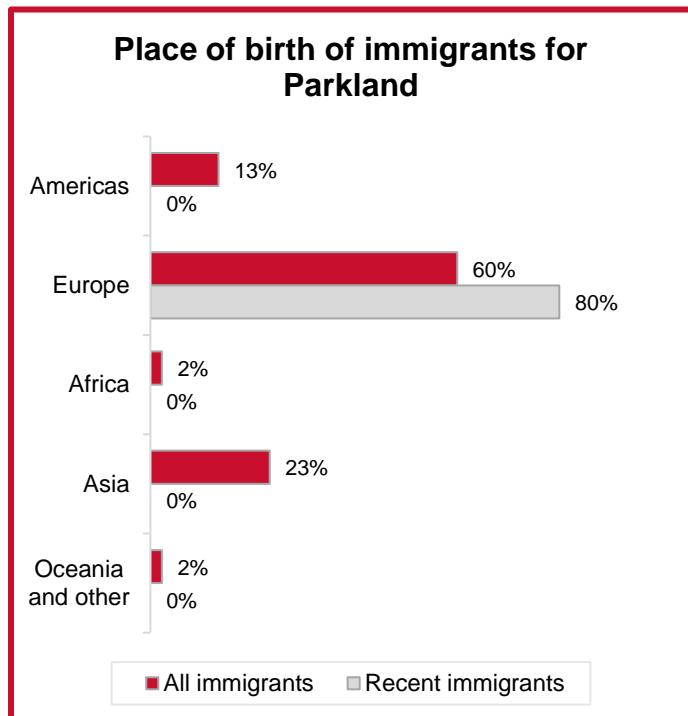 Place of birth of immigrants for
Parkland
Americas
13%
0%
Europe
60%
80%
Africa
2%
0%
Asia
23%
0%
Oceania
and other
2%
0%
All immigrants
Recent immigrants